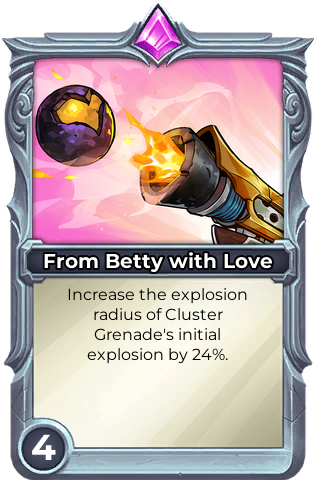 From Betty with Love
Increase the explosion
radius of Cluster
Grenade's initial
explosion by 24%.
4